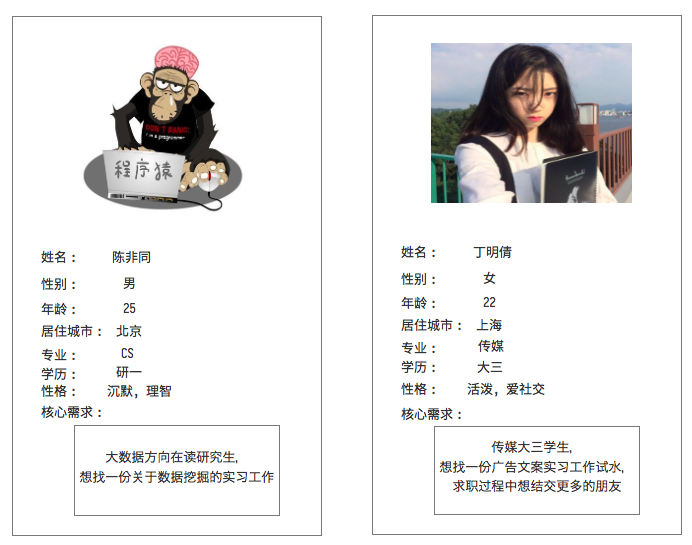 DON'T PANIC
I'm a programmer
程序猿
姓名: 陈非同
性别: 男
年龄: 25
居住城市: 北京
专业: CS
学历: 研一
性格: 沉默，理智
核心需求:
大数据方向在读研究生,
想找一份关于数据挖掘的实习工作
姓名: 丁明倩
性别: 女
年龄: 22
居住城市: 上海
专业: 传媒
学历: 大三
性格: 活泼，爱社交
核心需求:
传媒大三学生,
想找一份广告文案实习工作试水,
求职过程中想结交更多的朋友